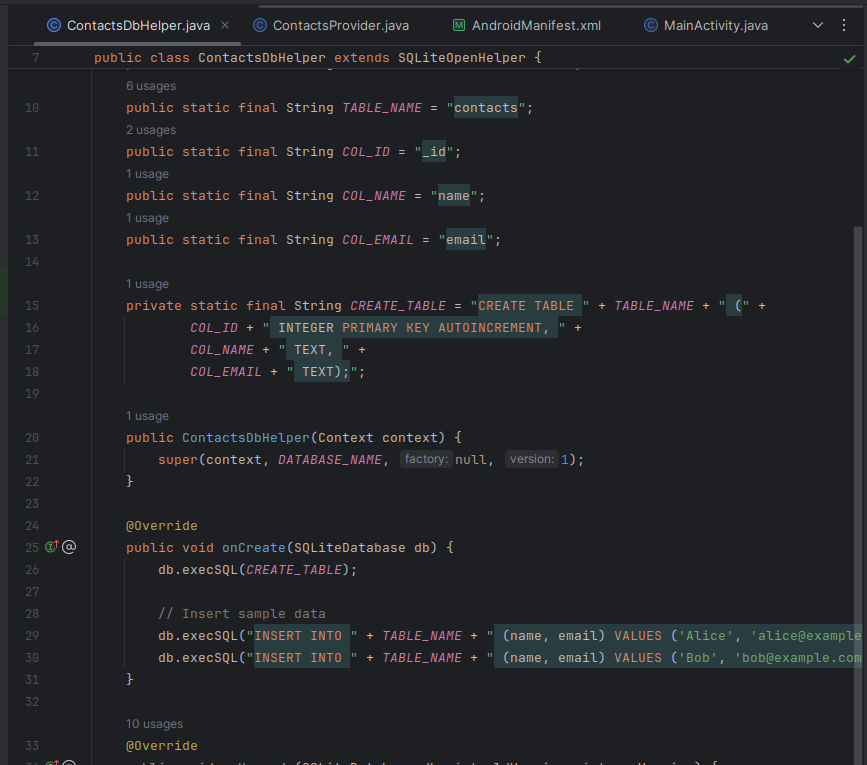 ContactsDbHelper.java × ContactsProvider.java AndroidManifest.xml MainActivity.java
7 public class ContactsDbHelper extends SQLiteOpenHelper {
6 usages
10 public static final String TABLE_NAME = "contacts";
2 usages
11 public static final String COL_ID = "_id";
1 usage
12 public static final String COL_NAME = "name";
1 usage
13 public static final String COL_EMAIL = "email";
14
1 usage
15 private static final String CREATE_TABLE = "CREATE TABLE " + TABLE_NAME + " (" +
16 COL_ID + " INTEGER PRIMARY KEY AUTOINCREMENT, " +
17 COL_NAME + " TEXT, " +
18 COL_EMAIL + " TEXT);";
19
1 usage
20 public ContactsDbHelper(Context context) {
21 super(context, DATABASE_NAME, factory: null, version: 1);
22 }
23
24 @Override
25 public void onCreate(SQLiteDatabase db) {
26 db.execSQL(CREATE_TABLE);
27
28 // Insert sample data
29 db.execSQL("INSERT INTO " + TABLE_NAME + " (name, email) VALUES ('Alice', 'alice@example
30 db.execSQL("INSERT INTO " + TABLE_NAME + " (name, email) VALUES ('Bob', 'bob@example.com
31 }
32
10 usages
33 @Override